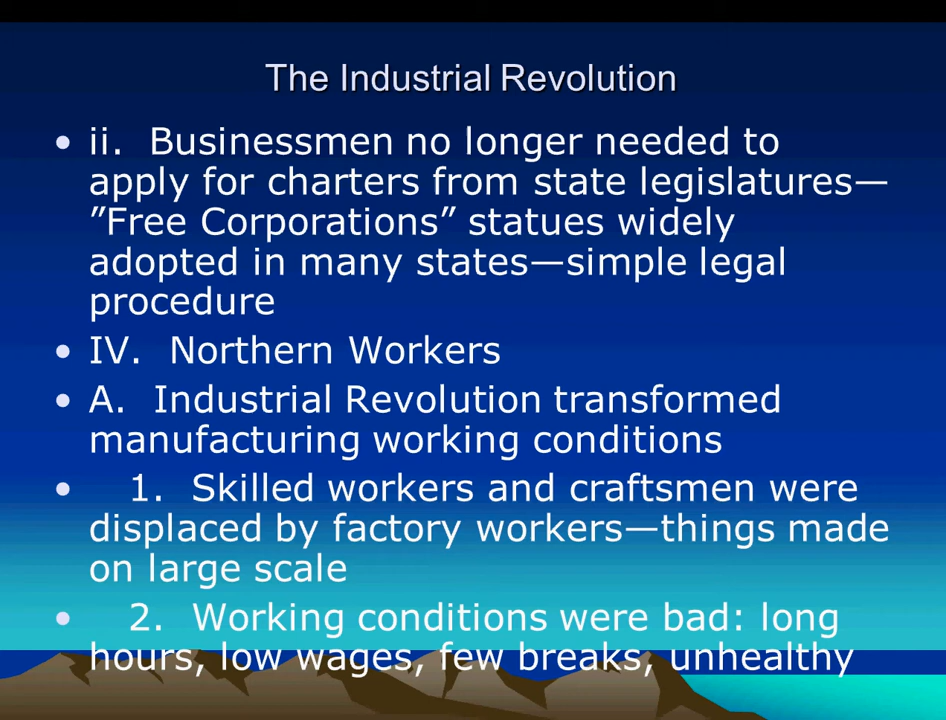 The Industrial Revolution
• ii. Businessmen no longer needed to
apply for charters from state legislatures—
”Free Corporations” statues widely
adopted in many states—simple legal
procedure
• IV. Northern Workers
• A. Industrial Revolution transformed
manufacturing working conditions
• 1. Skilled workers and craftsmen were
displaced by factory workers—things made
on large scale
• 2. Working conditions were bad: long
hours, low wages, few breaks, unhealthy